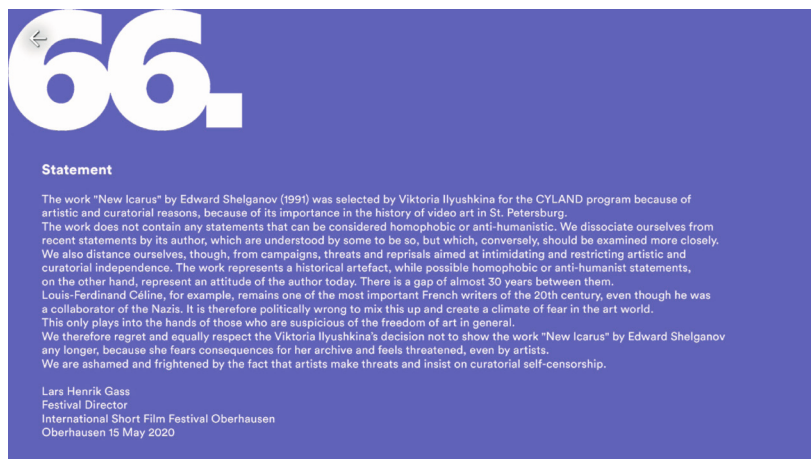 66.
Statement
The work "New Icarus" by Edward Shelganov (1991) was selected by Viktoria Ilyushkina for the CYLAND program because of
artistic and curatorial reasons, because of its importance in the history of video art in St. Petersburg.
The work does not contain any statements that can be considered homophobic or anti-humanistic. We dissociate ourselves from
recent statements by its author, which are understood by some to be so, but which, conversely, should be examined more closely.
We also distance ourselves, though, from campaigns, threats and reprisals aimed at intimidating and restricting artistic and
curatorial independence. The work represents a historical artefact, while possible homophobic or anti-humanist statements,
on the other hand, represent an attitude of the author today. There is a gap of almost 30 years between them.
Louis-Ferdinand Céline, for example, remains one of the most important French writers of the 20th century, even though he was
a collaborator of the Nazis. It is therefore politically wrong to mix this up and create a climate of fear in the art world.
This only plays into the hands of those who are suspicious of the freedom of art in general.
We therefore regret and equally respect the Viktoria Ilyushkina's decision not to show the work "New Icarus" by Edward Shelganov
any longer, because she fears consequences for her archive and feels threatened, even by artists.
We are ashamed and frightened by the fact that artists make threats and insist on curatorial self-censorship.
Lars Henrik Gass
Festival Director
International Short Film Festival Oberhausen
Oberhausen 15 May 2020